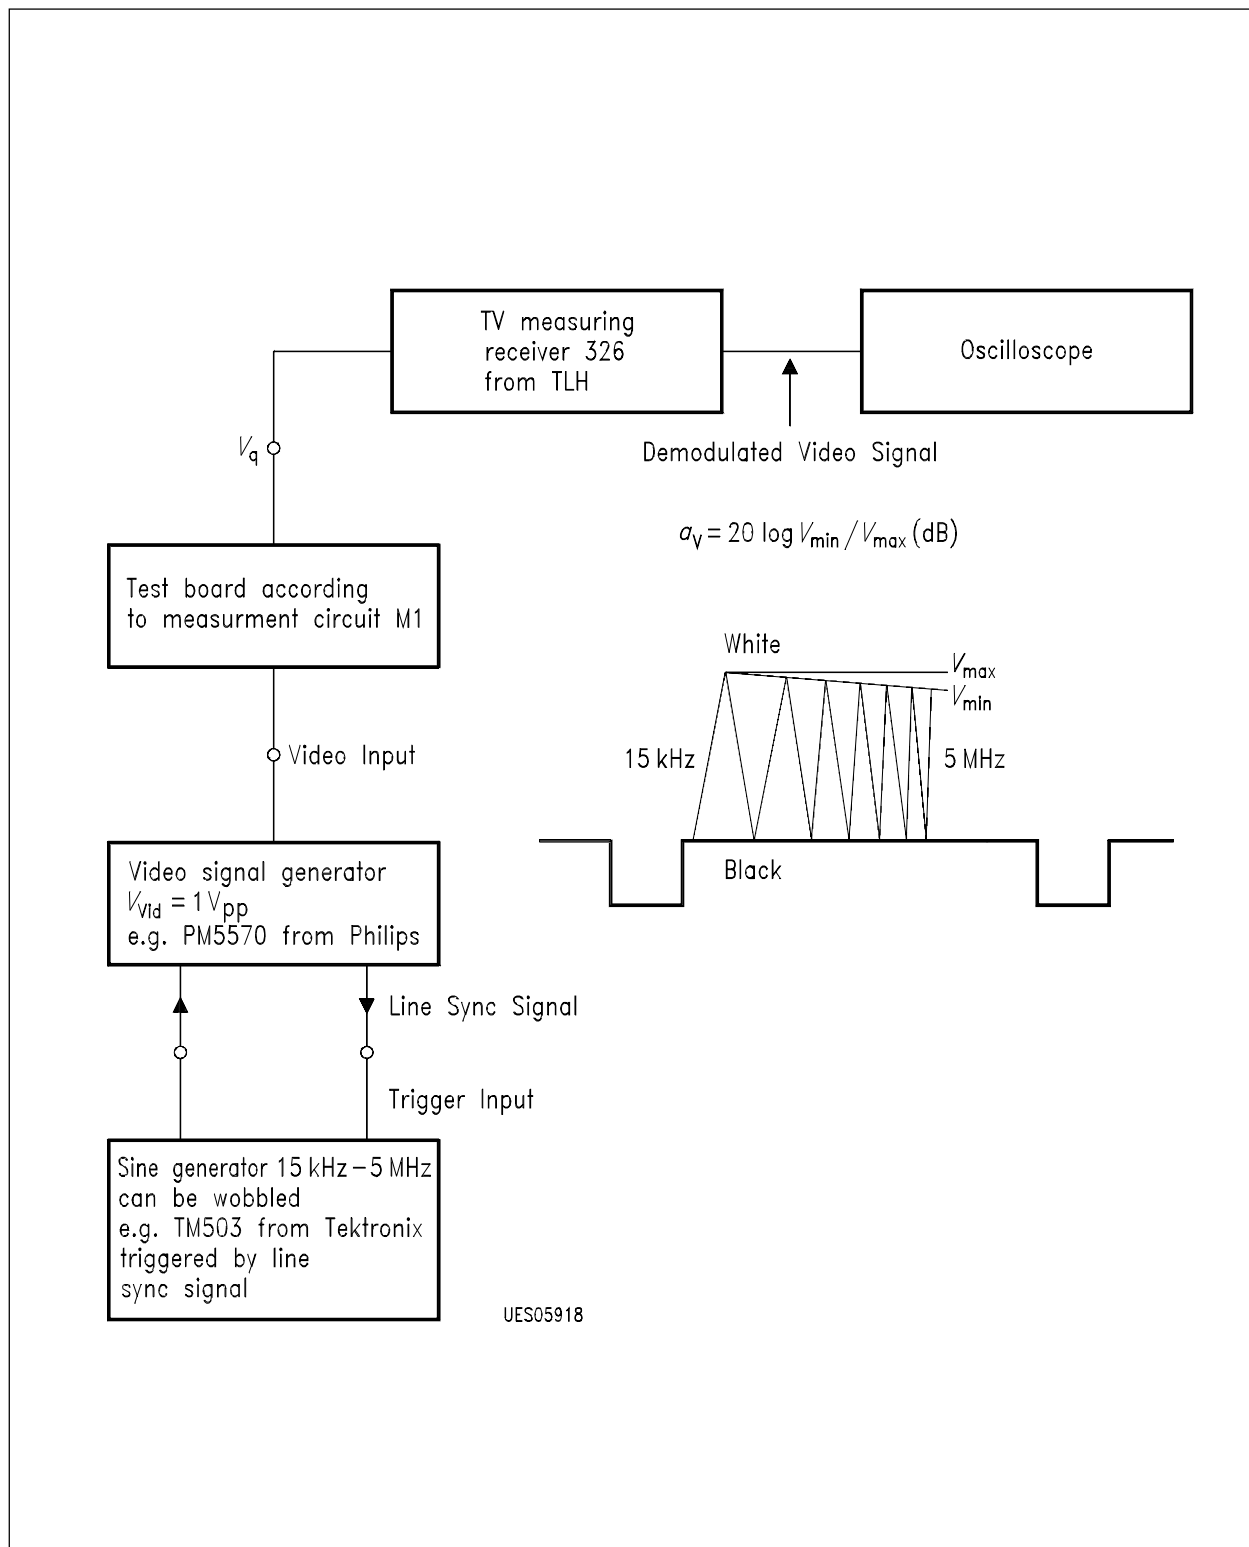 TV measuring
receiver 326
from TLH
Oscilloscope
Vq
Demodulated Video Signal
aV = 20 log Vmin / Vmax (dB)
Test board according
to measurment circuit M1
White
Vmax
Vmin
15 kHz
5 MHz
Video Input
Black
Video signal generator
VVid = 1 Vpp
e.g. PM5570 from Philips
Line Sync Signal
Trigger Input
Sine generator 15 kHz – 5 MHz
can be wobbled
e.g. TM503 from Tektronix
triggered by line
sync signal
UES05918